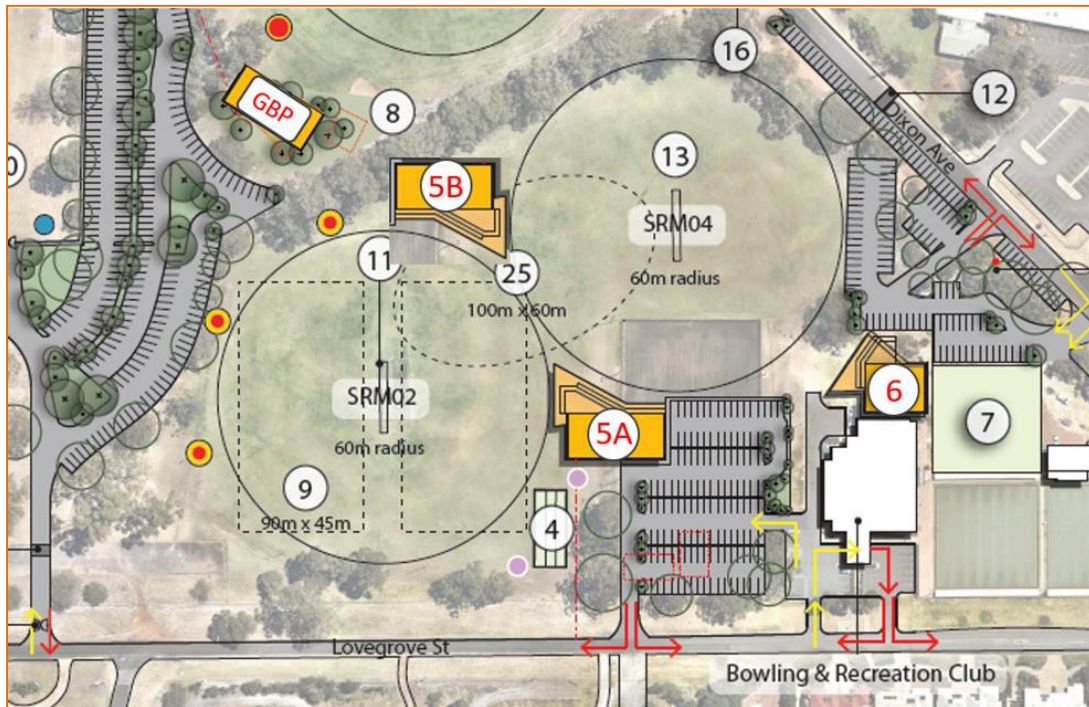 16
12
GBP
8
Dixon Ave
13
5B
0
SRM04
11
25
60m radius
100m x 60m
SRM02
6
5A
7
60m radius
9
90m x 45m
4
Lovegrove St
Bowling & Recreation Club